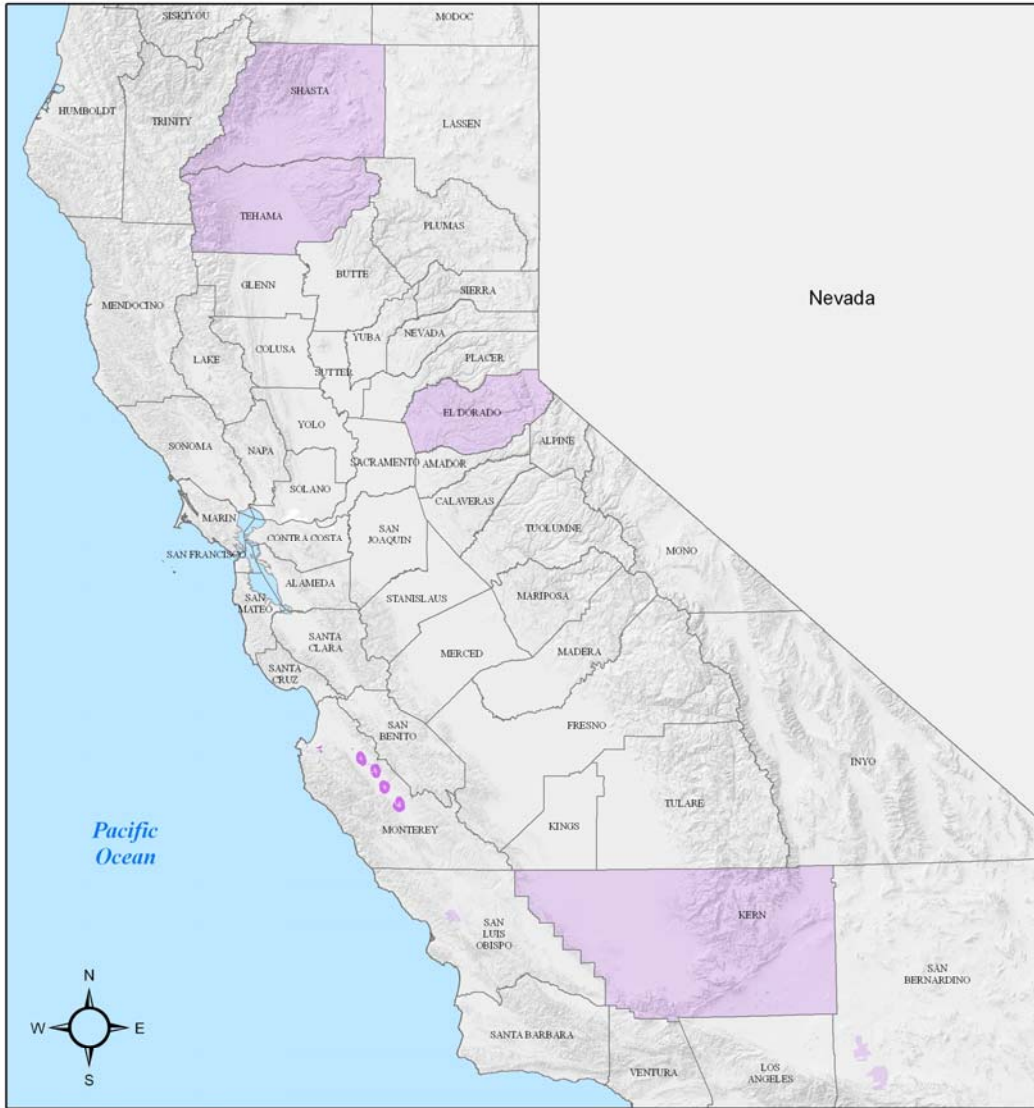 SISKIYOU
MODOC
SHASTA
HUMBOLDT
TRINITY
LASSEN
TEHAMA
PLUMAS
BUTTE
GLENN
SIERRA
MENDOCINO
Nevada
YUBA
NEVADA
LAKE
COLUSA
PLACER
SUTTER
EL DORADO
YOLO
SONOMA
NAPA
ALPINE
SACRAMENTO
AMADOR
SOLANO
CALAVERAS
MARIN
SAN
JOAQUIN
TUOLUMNE
CONTRA COSTA
MONO
SAN FRANCISCO
ALAMEDA
STANISLAUS
MARIPOSA
SAN
MATEO
SANTA
CLARA
MERCED
MADERA
SANTA
CRUZ
SAN
BENITO
FRESNO
INYO
TULARE
KINGS
MONTEREY
Pacific
Ocean
KERN
SAN
LUIS
OBISPO
SAN
BERNARDINO
N
W
E
S
SANTA BARBARA
VENTURA
LOS
ANGELES